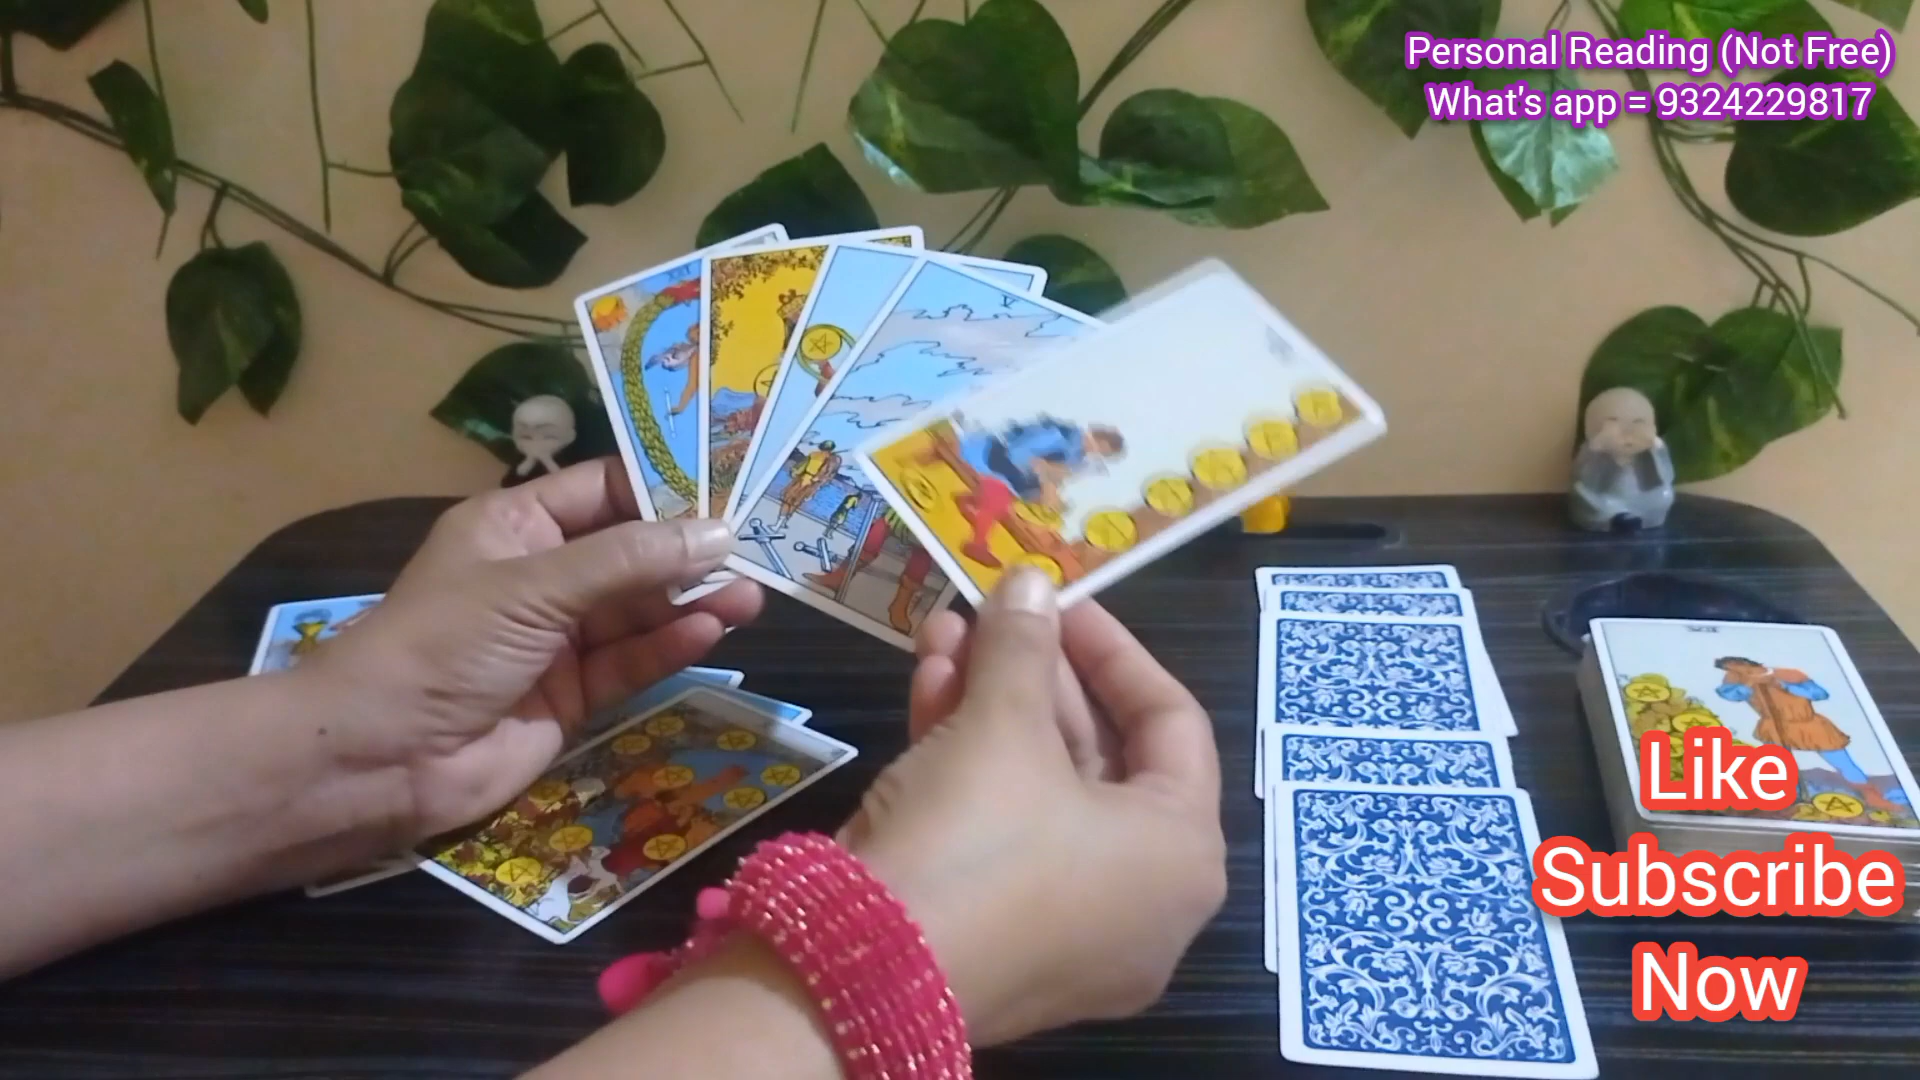 Personal Reading (Not Free)
What's app = 9324229817
V
Like
Subscribe
Now